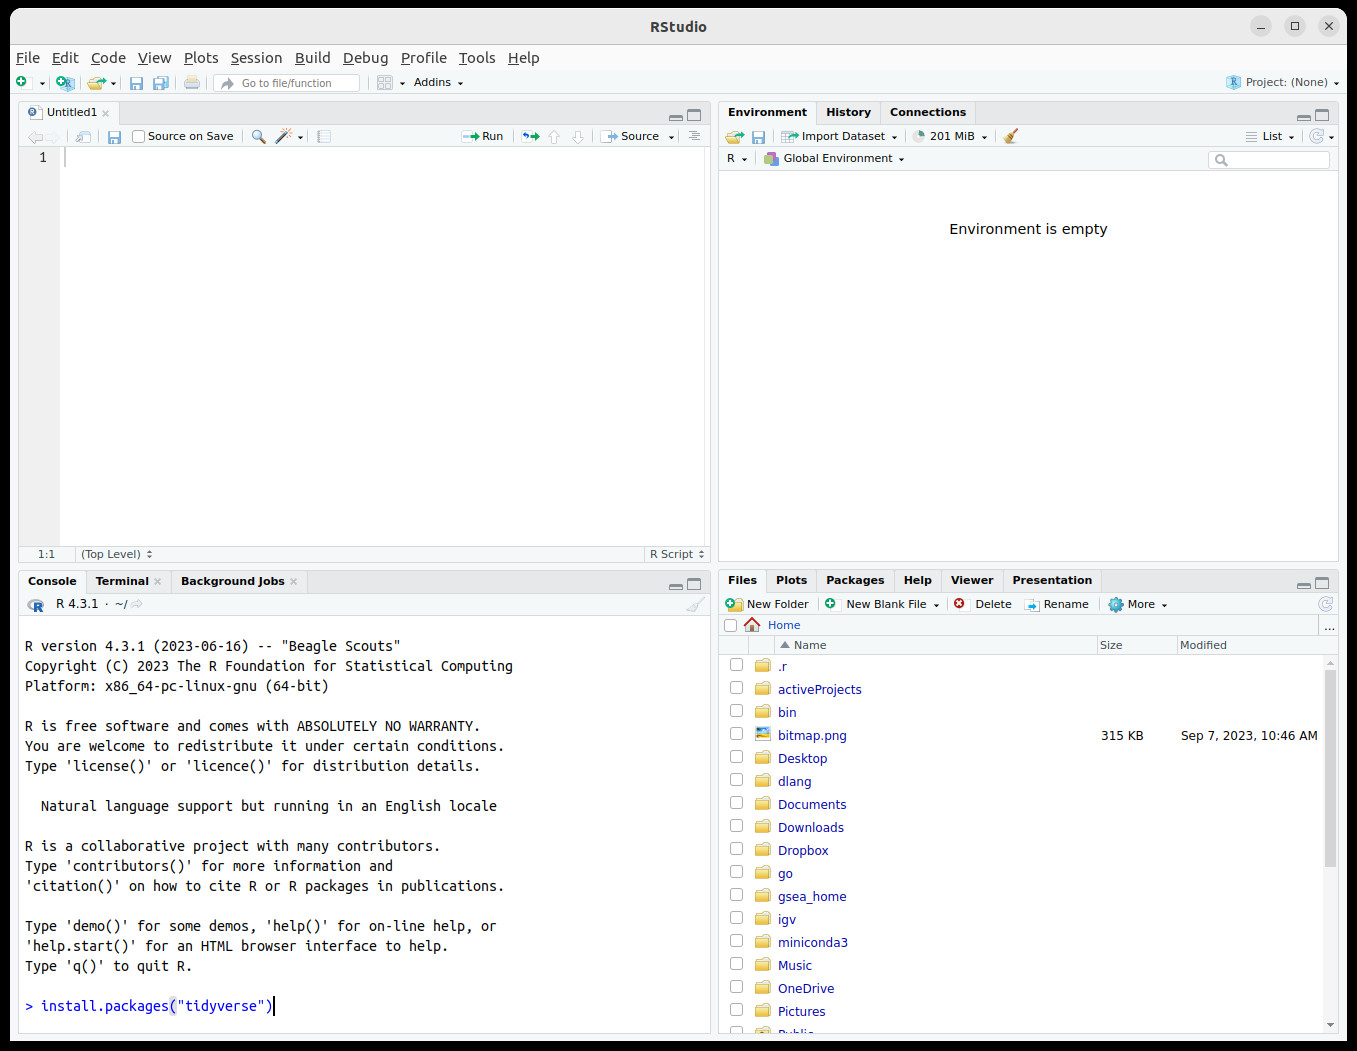 RStudio
File Edit Code View Plots Session Build Debug Profile Tools Help
Go to file/function Addins Project: (None)
Untitled1
Source on Save Run Source
1
1:1 (Top Level) R Script
Environment History Connections
Import Dataset 201 MiB List
R Global Environment
Environment is empty
Console Terminal Background Jobs
R 4.3.1 · ~/
R version 4.3.1 (2023-06-16) -- "Beagle Scouts"
Copyright (C) 2023 The R Foundation for Statistical Computing
Platform: x86_64-pc-linux-gnu (64-bit)
R is free software and comes with ABSOLUTELY NO WARRANTY.
You are welcome to redistribute it under certain conditions.
Type 'license()' or 'licence()' for distribution details.
Natural language support but running in an English locale
R is a collaborative project with many contributors.
Type 'contributors()' for more information and
'citation()' on how to cite R or R packages in publications.
Type 'demo()' for some demos, 'help()' for on-line help, or
'help.start()' for an HTML browser interface to help.
Type 'q()' to quit R.
> install.packages("tidyverse")
Files Plots Packages Help Viewer Presentation
New Folder New Blank File Delete Rename More
Home ...
Name Size Modified
.r
activeProjects
bin
bitmap.png 315 KB Sep 7, 2023, 10:46 AM
Desktop
dlang
Documents
Downloads
Dropbox
go
gsea_home
igv
miniconda3
Music
OneDrive
Pictures